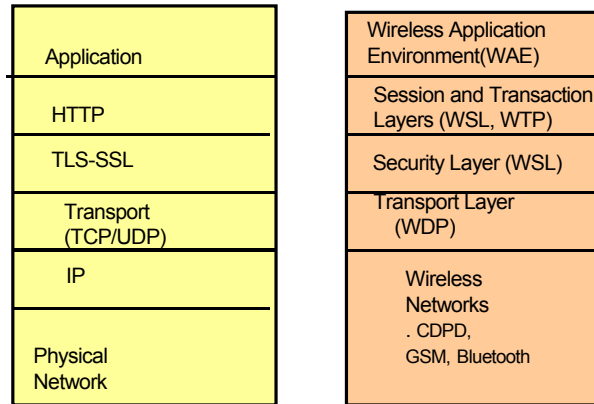 Application
HTTP
TLS-SSL
Transport
(TCP/UDP)
IP
Physical
Network
Wireless Application
Environment(WAE)
Session and Transaction
Layers (WSL, WTP)
Security Layer (WSL)
Transport Layer
(WDP)
Wireless
Networks
. CDPD,
GSM, Bluetooth